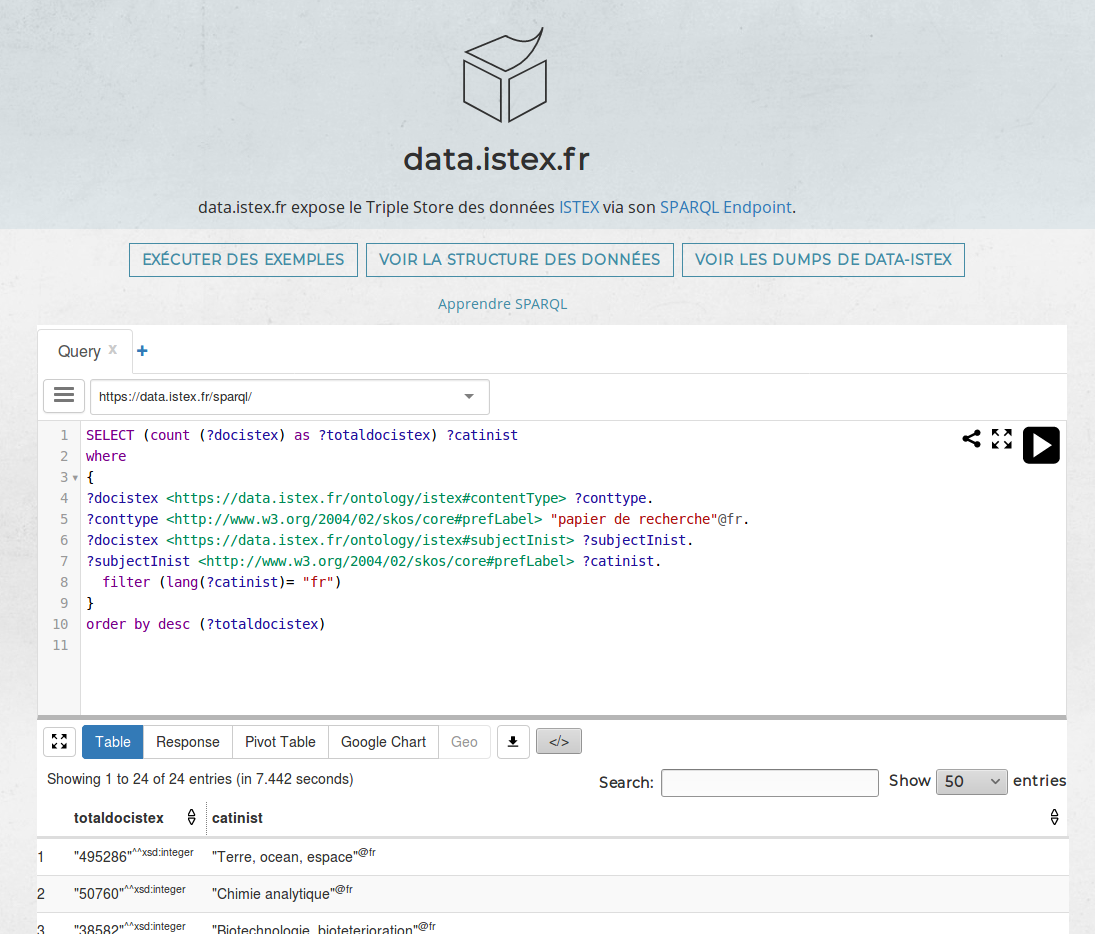 data.istex.fr
data.istex.fr expose le Triple Store des données ISTEX via son SPARQL Endpoint.
EXÉCUTER DES EXEMPLES VOIR LA STRUCTURE DES DONNÉES VOIR LES DUMPS DE DATA-ISTEX
Apprendre SPARQL
Query x +
https://data.istex.fr/sparql/
1 SELECT (count (?docistex) as ?totaldocistex) ?catinist
2 where
3 {
4 ?docistex <https://data.istex.fr/ontology/istex#contentType> ?conttype.
5 ?conttype <http://www.w3.org/2004/02/skos/core#prefLabel> "papier de recherche"@fr.
6 ?docistex <https://data.istex.fr/ontology/istex#subjectInist> ?subjectInist.
7 ?subjectInist <http://www.w3.org/2004/02/skos/core#prefLabel> ?catinist.
8 filter (lang(?catinist)= "fr")
9 }
10 order by desc (?totaldocistex)
11
Table Response Pivot Table Google Chart Geo </>
Showing 1 to 24 of 24 entries (in 7.442 seconds)
Search: Show 50 entries
totaldocistex catinist
1 "495286"^^xsd:integer "Terre, ocean, espace"@fr
2 "50760"^^xsd:integer "Chimie analytique"@fr
3 "38582"^^xsd:integer "Biotechnologie, bioteterioration"@fr